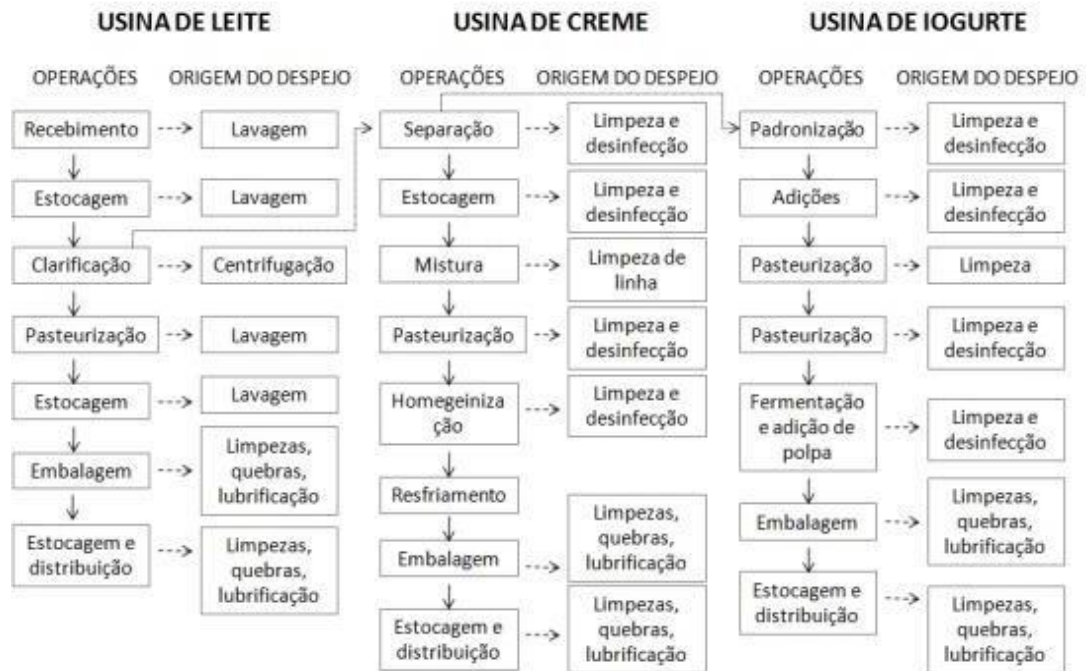 USINA DE LEITE
OPERAÇÕES
ORIGEM DO DESPEJO
Recebimento
Lavagem
Estocagem
Lavagem
Clarificação
Centrifugação
Pasteurização
Lavagem
Estocagem
Lavagem
Embalagem
Limpezas,
quebras,
lubrificação
Estocagem e
distribuição
Limpezas,
quebras,
lubrificação
USINA DE CREME
OPERAÇÕES
ORIGEM DO DESPEJO
Separação
Limpeza e
desinfecção
Estocagem
Limpeza e
desinfecção
Mistura
Limpeza de
linha
Pasteurização
Limpeza e
desinfecção
Homegeiniza
ção
Limpeza e
desinfecção
Resfriamento
Embalagem
Limpezas,
quebras,
lubrificação
Estocagem e
distribuição
Limpezas,
quebras,
lubrificação
USINA DE IOGURTE
OPERAÇÕES
ORIGEM DO DESPEJO
Padronização
Limpeza e
desinfecção
Adições
Limpeza e
desinfecção
Pasteurização
Limpeza
Pasteurização
Limpeza e
desinfecção
Fermentação
e adição de
polpa
Limpeza e
desinfecção
Embalagem
Limpezas,
quebras,
lubrificação
Estocagem e
distribuição
Limpezas,
quebras,
lubrificação